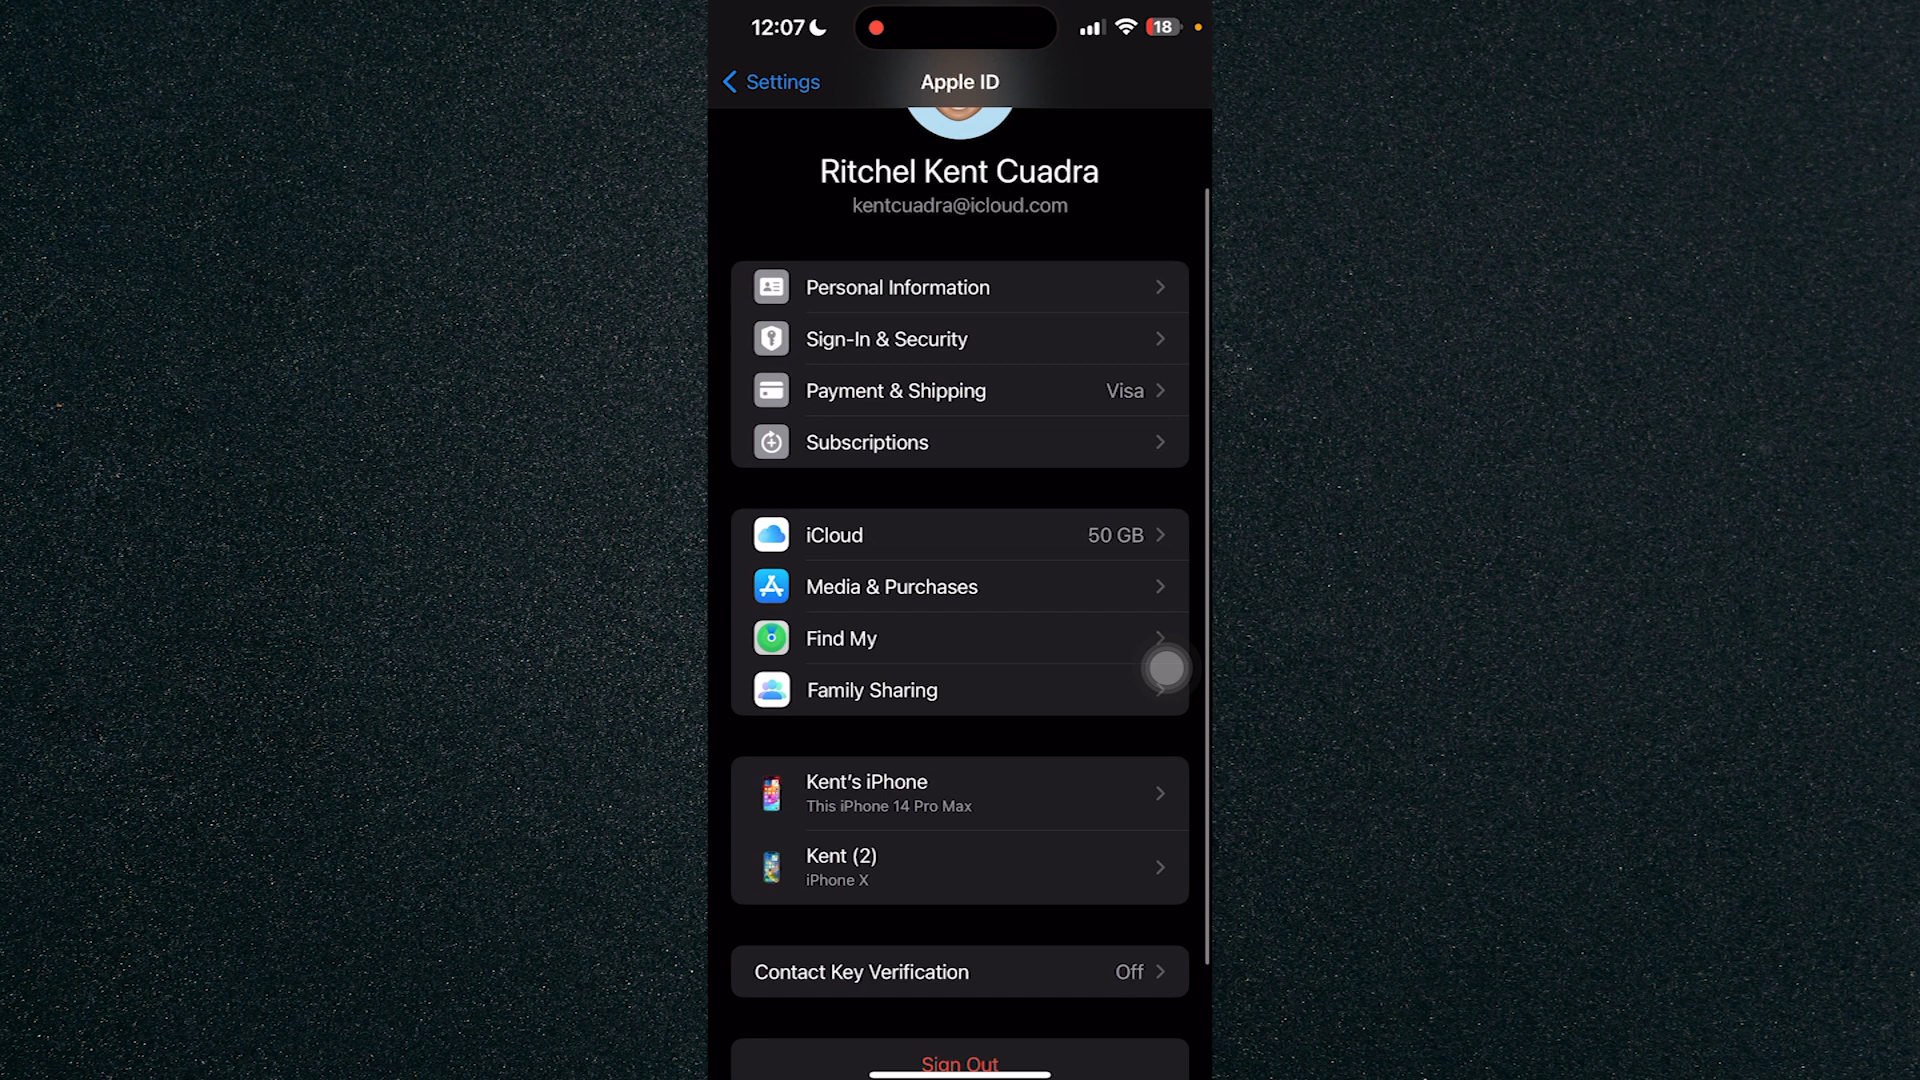 12:07
18
Settings
Apple ID
Ritchel Kent Cuadra
kentcuadra@icloud.com
Personal Information
Sign-In & Security
Payment & Shipping Visa
Subscriptions
iCloud 50 GB
Media & Purchases
Find My
Family Sharing
Kent's iPhone
This iPhone 14 Pro Max
Kent (2)
iPhone X
Contact Key Verification Off
Sign Out